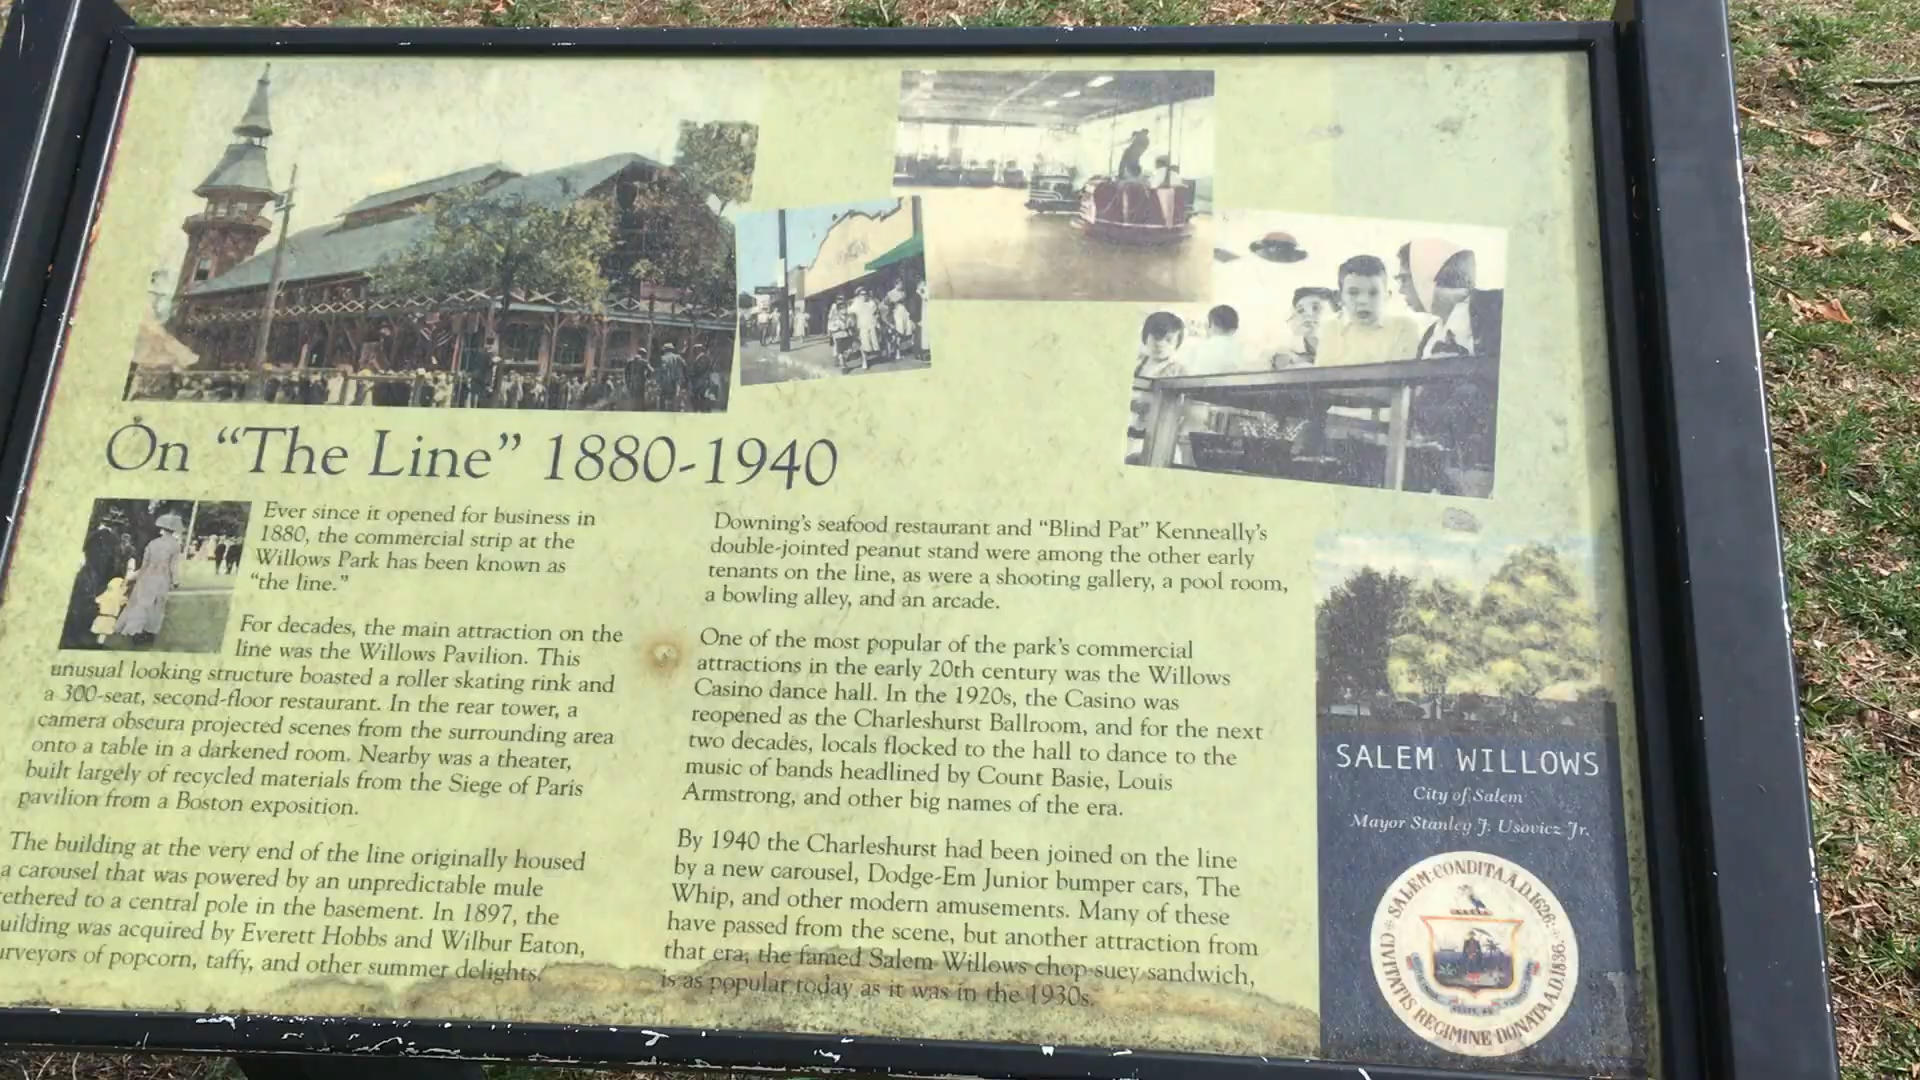 On “The Line” 1880-1940
Ever since it opened for business in
1880, the commercial strip at the
Willows Park has been known as
“the line.”
For decades, the main attraction on the
line was the Willows Pavilion. This
unusual looking structure boasted a roller skating rink and
a 300-seat, second-floor restaurant. In the rear tower, a
camera obscura projected scenes from the surrounding area
onto a table in a darkened room. Nearby was a theater,
built largely of recycled materials from the Siege of Paris
pavilion from a Boston exposition.
The building at the very end of the line originally housed
a carousel that was powered by an unpredictable mule
ethered to a central pole in the basement. In 1897, the
uilding was acquired by Everett Hobbs and Wilbur Eaton,
urveyors of popcorn, taffy, and other summer delights.
Downing’s seafood restaurant and “Blind Pat” Kenneally’s
double-jointed peanut stand were among the other early
tenants on the line, as were a shooting gallery, a pool room,
a bowling alley, and an arcade.
One of the most popular of the park’s commercial
attractions in the early 20th century was the Willows
Casino dance hall. In the 1920s, the Casino was
reopened as the Charleshurst Ballroom, and for the next
two decades, locals flocked to the hall to dance to the
music of bands headlined by Count Basie, Louis
Armstrong, and other big names of the era.
By 1940 the Charleshurst had been joined on the line
by a new carousel, Dodge-Em Junior bumper cars, The
Whip, and other modern amusements. Many of these
have passed from the scene, but another attraction from
that era, the famed Salem Willows chop suey sandwich,
is as popular today as it was in the 1930s.
SALEM WILLOWS
City of Salem
Mayor Stanley J. Usovicz Jr.
SALEM CONDITA A.D. 1626.
CIVITATIS REGIMINE DONATA A.D. 1836.